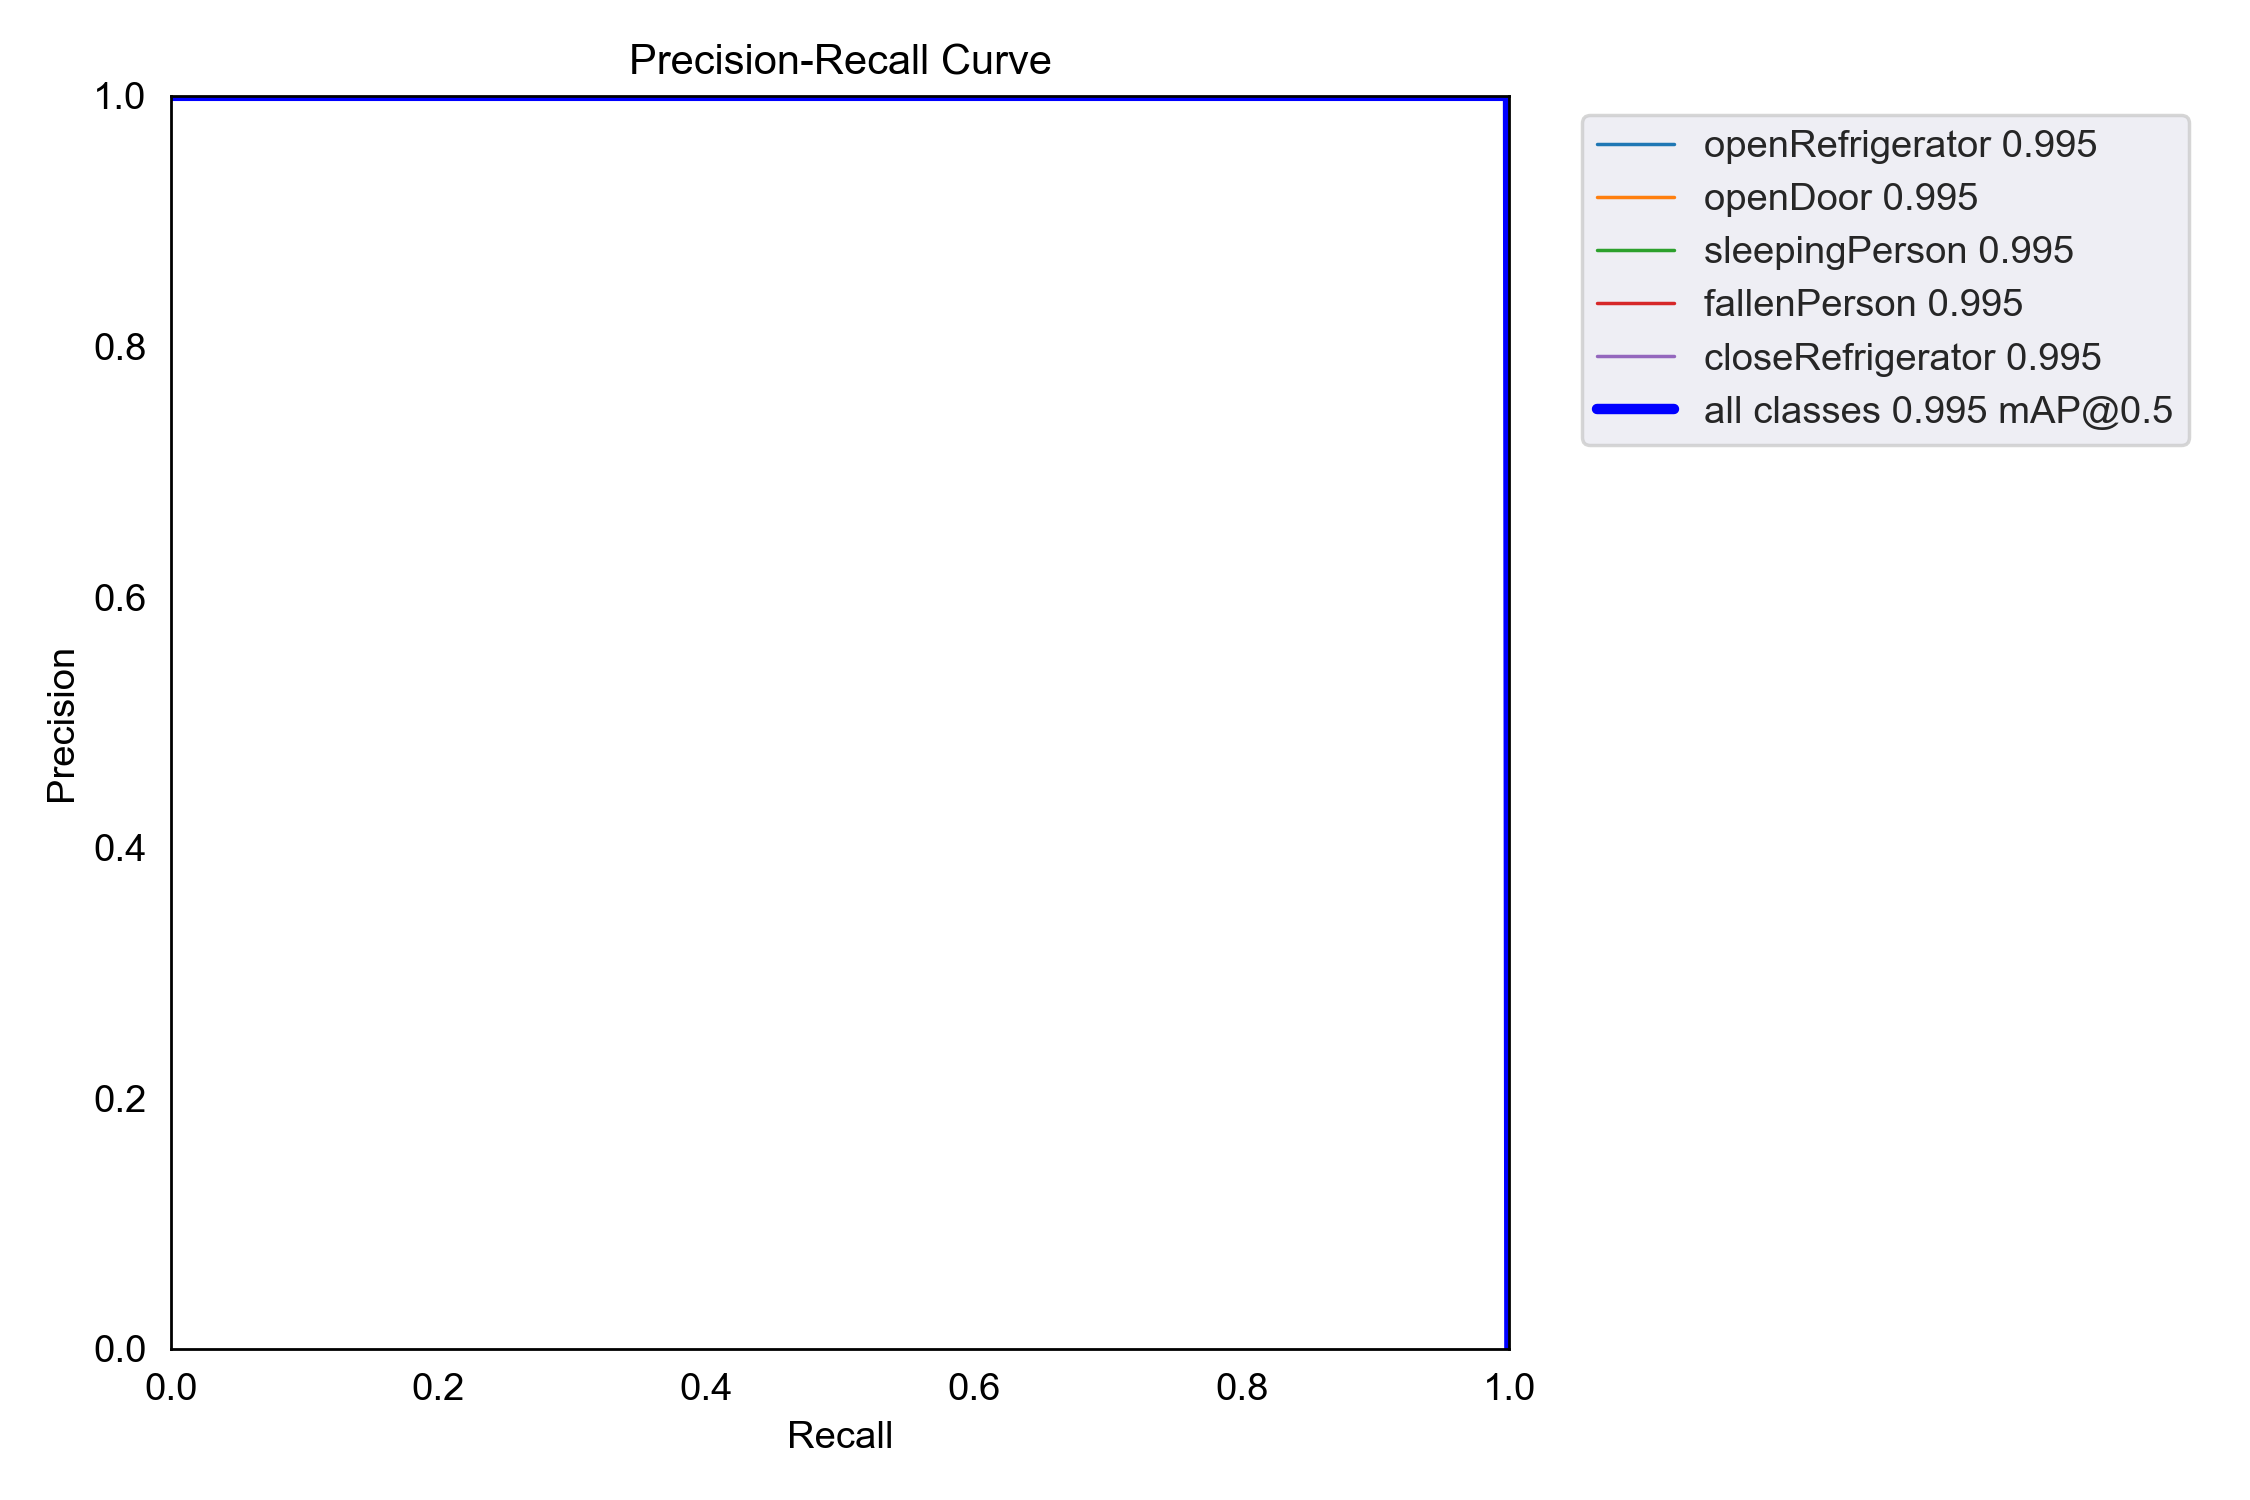 Precision-Recall Curve
1.0
0.8
0.6
0.4
0.2
0.0
Precision
0.0 0.2 0.4 0.6 0.8 1.0
Recall
openRefrigerator 0.995
openDoor 0.995
sleepingPerson 0.995
fallenPerson 0.995
closeRefrigerator 0.995
all classes 0.995 mAP@0.5